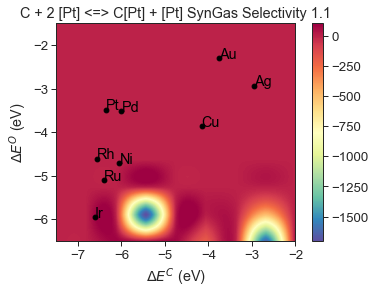 C + 2 [Pt] <=> C[Pt] + [Pt] SynGas Selectivity 1.1
−2
−3
−4
−5
−6
ΔE^O (eV)
Au
Ag
Pt
Pd
Cu
Rh
Ni
Ru
Ir
−7
−6
−5
−4
−3
−2
ΔE^C (eV)
0
−250
−500
−750
−1000
−1250
−1500